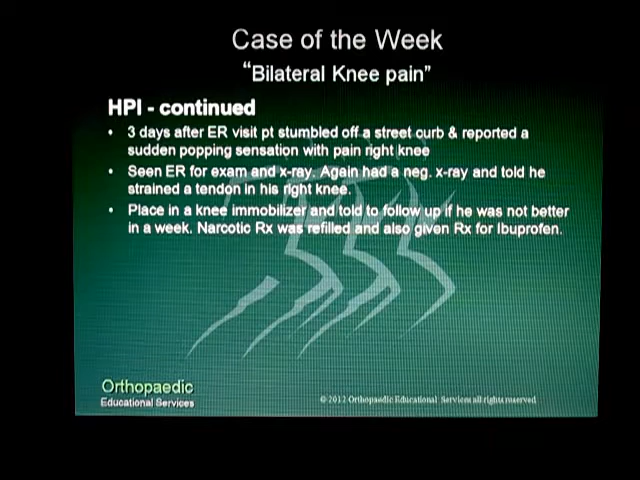 Case of the Week
“Bilateral Knee pain”
HPI - continued
• 3 days after ER visit pt stumbled off a street curb & reported a
sudden popping sensation with pain right knee
• Seen ER for exam and x-ray. Again had a neg. x-ray and told he
strained a tendon in his right knee.
• Place in a knee immobilizer and told to follow up if he was not better
in a week. Narcotic Rx was refilled and also given Rx for Ibuprofen.
Orthopaedic
Educational Services
© 2012 Orthopaedic Educational Services all rights reserved